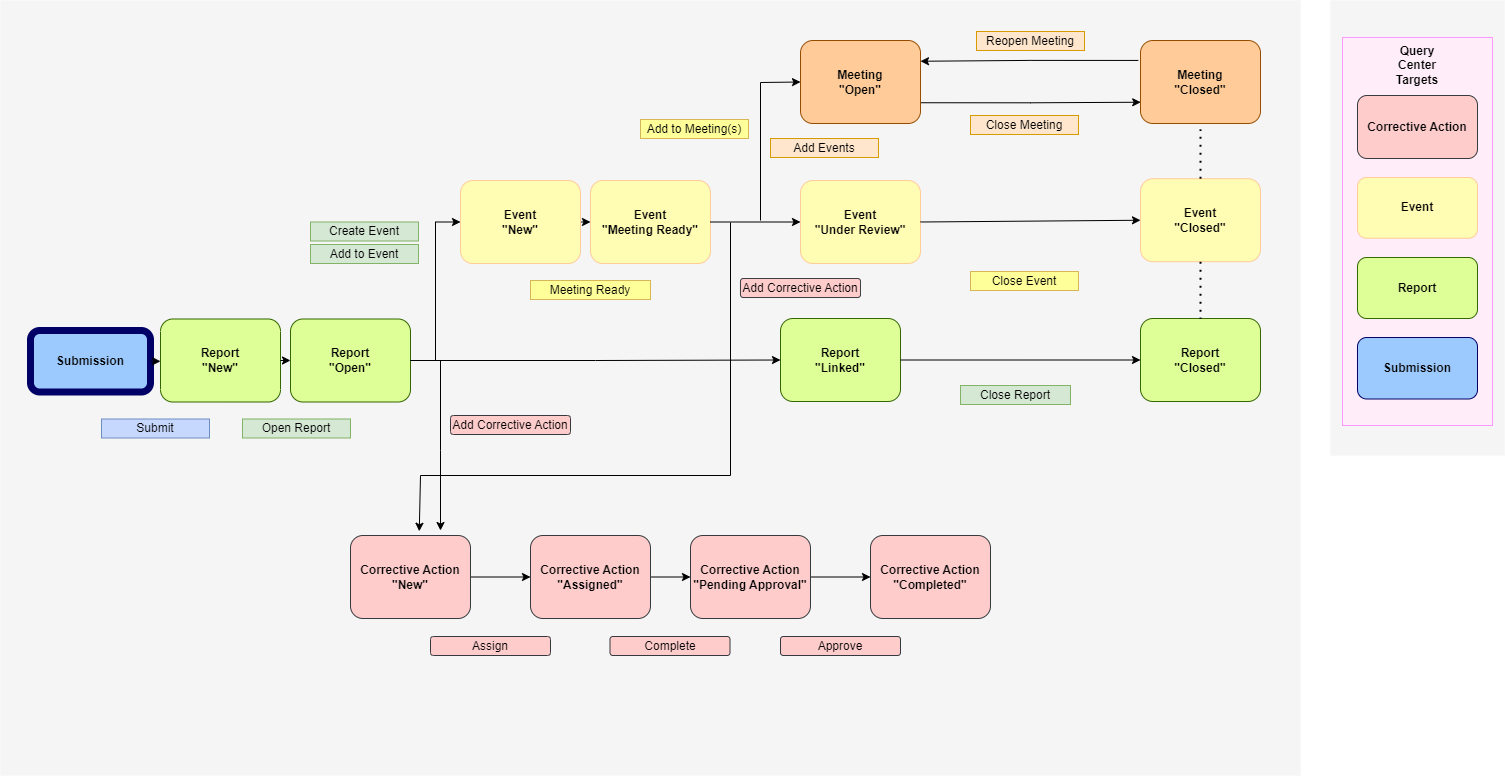 Reopen Meeting
Query
Center
Targets
Meeting
"Open"
Meeting
"Closed"
Add to Meeting(s)
Close Meeting
Corrective Action
Add Events
Event
"New"
Event
"Meeting Ready"
Event
"Under Review"
Event
"Closed"
Event
Create Event
Add to Event
Meeting Ready
Add Corrective Action
Close Event
Report
Submission
Report
"New"
Report
"Open"
Report
"Linked"
Report
"Closed"
Submission
Close Report
Submit
Open Report
Add Corrective Action
Corrective Action
"New"
Corrective Action
"Assigned"
Corrective Action
"Pending Approval"
Corrective Action
"Completed"
Assign
Complete
Approve